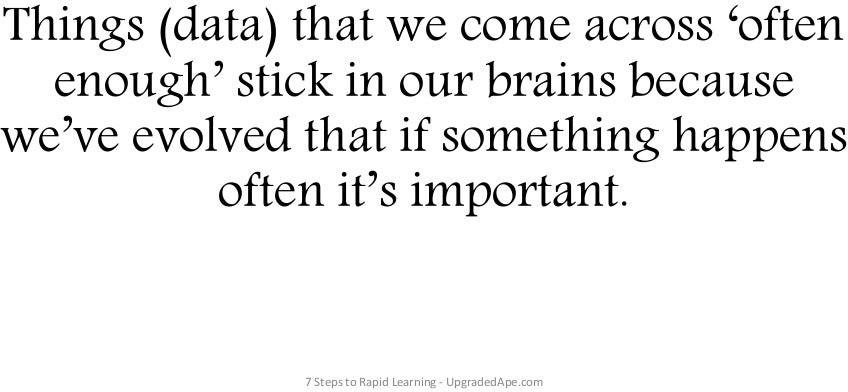 Things (data) that we come across ‘often
enough’ stick in our brains because
we’ve evolved that if something happens
often it’s important.
7 Steps to Rapid Learning - UpgradedApe.com